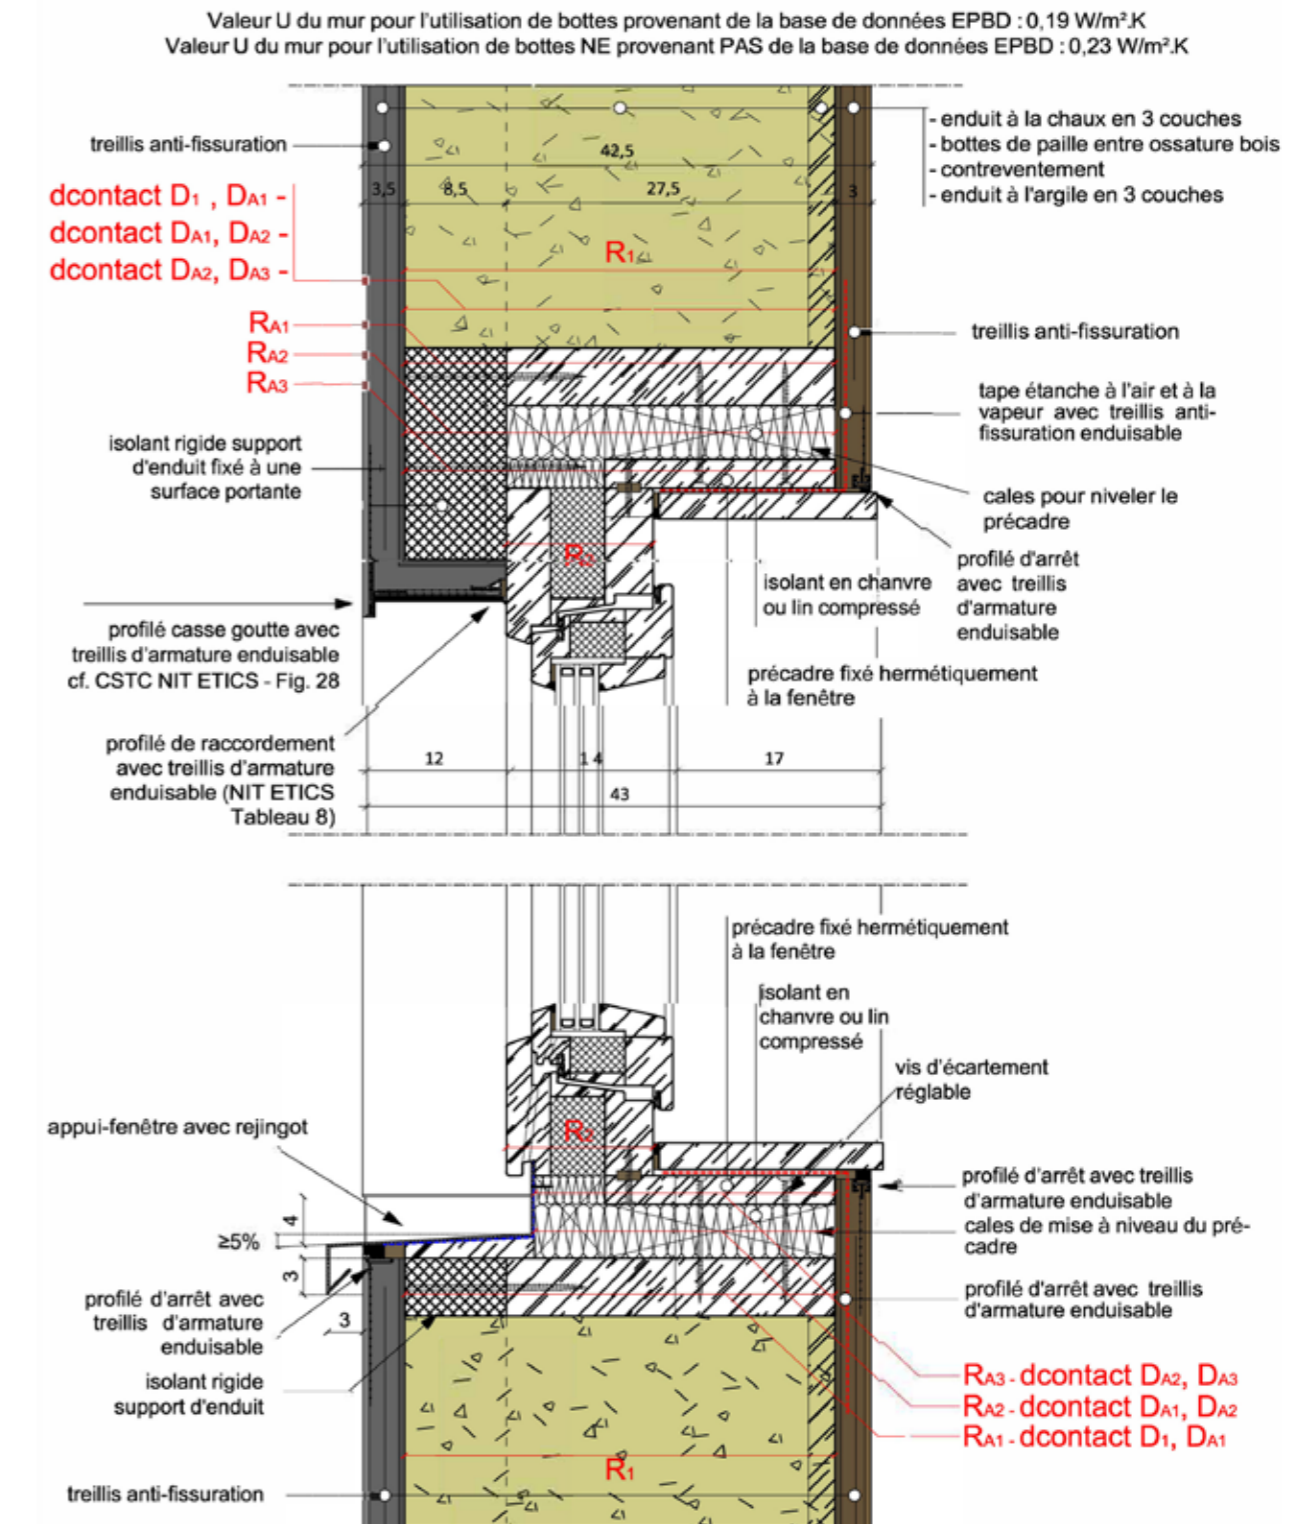 Valeur U du mur pour l'utilisation de bottes provenant de la base de données EPBD : 0,19 W/m².K
Valeur U du mur pour l'utilisation de bottes NE provenant PAS de la base de données EPBD : 0,23 W/m².K
treillis anti-fissuration
- enduit à la chaux en 3 couches
- bottes de paille entre ossature bois
- contreventement
- enduit à l'argile en 3 couches
42,5
3,5
8,5
27,5
3
dcontact D1 , DA1 -
dcontact DA1, DA2 -
dcontact DA2, DA3 -
R1
RA1
RA2
RA3
treillis anti-fissuration
tape étanche à l'air et à la
vapeur avec treillis anti-
fissuration enduisable
isolant rigide support
d'enduit fixé à une
surface portante
cales pour niveler le
précadre
R2
profilé d'arrêt
avec treillis
d'armature
enduisable
isolant en chanvre
ou lin compressé
profilé casse goutte avec
treillis d'armature enduisable
cf. CSTC NIT ETICS - Fig. 28
précadre fixé hermétiquement
à la fenêtre
profilé de raccordement
avec treillis d'armature
enduisable (NIT ETICS
Tableau 8)
12
1 4
17
43
précadre fixé hermétiquement
à la fenêtre
isolant en
chanvre ou lin
compressé
vis d'écartement
réglable
appui-fenêtre avec rejingot
R2
profilé d'arrêt avec treillis
d'armature enduisable
cales de mise à niveau du pré-
cadre
4
≥5%
3
3
profilé d'arrêt avec
treillis d'armature
enduisable
profilé d'arrêt avec treillis
d'armature enduisable
isolant rigide
support d'enduit
RA3 - dcontact DA2, DA3
RA2 - dcontact DA1, DA2
RA1 - dcontact D1, DA1
R1
treillis anti-fissuration